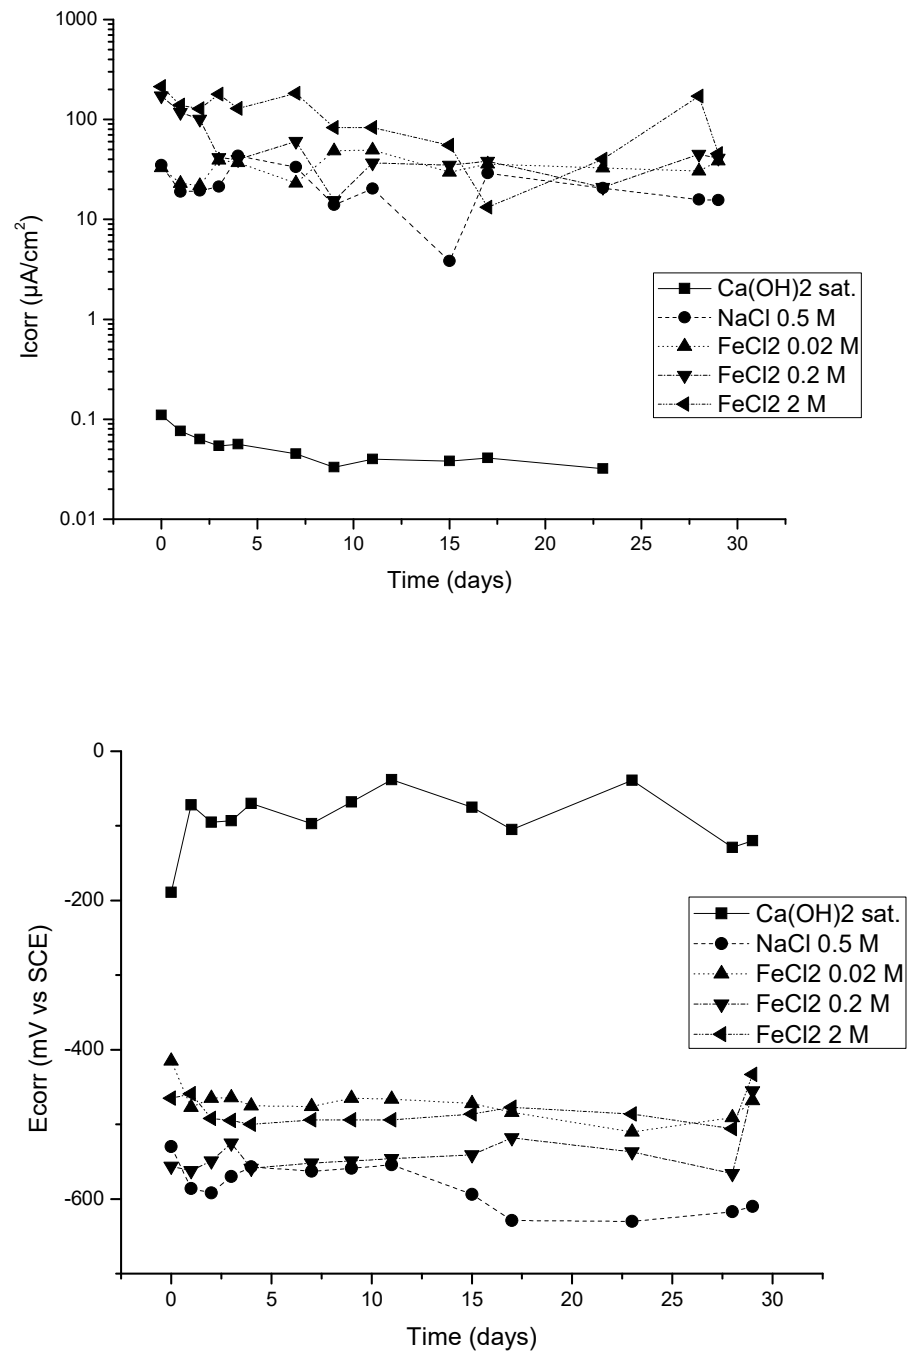 1000
100
10
1
0.1
0.01
Icorr (µA/cm²)
Ca(OH)2 sat.
NaCl 0.5 M
FeCl2 0.02 M
FeCl2 0.2 M
FeCl2 2 M
0 5 10 15 20 25 30
Time (days)
0
-200
-400
-600
Ecorr (mV vs SCE)
Ca(OH)2 sat.
NaCl 0.5 M
FeCl2 0.02 M
FeCl2 0.2 M
FeCl2 2 M
0 5 10 15 20 25 30
Time (days)